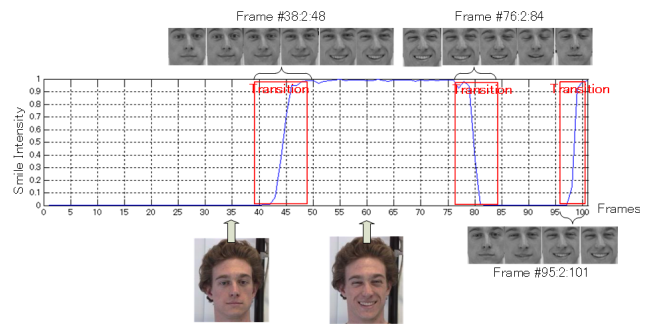 Frame #38:2:48
Frame #76:2:84
Smile Intensity
1
0.9
0.8
0.7
0.6
0.5
0.4
0.3
0.2
0.1
0
Transition
Transition
Transition
0 5 10 15 20 25 30 35 40 45 50 55 60 65 70 75 80 85 90 95 100
Frames
Frame #95:2:101